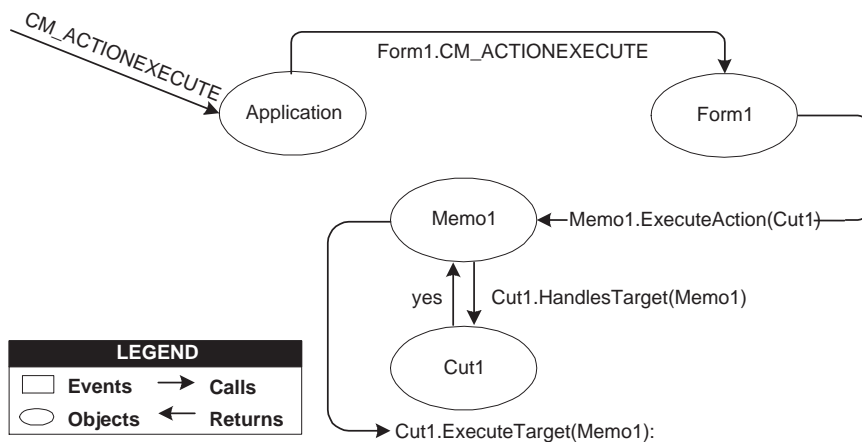 CM_ACTIONEXECUTE
Form1.CM_ACTIONEXECUTE
Application
Form1
Memo1
Memo1.ExecuteAction(Cut1)
yes
Cut1.HandlesTarget(Memo1)
Cut1
LEGEND
Events
Calls
Objects
Returns
Cut1.ExecuteTarget(Memo1):